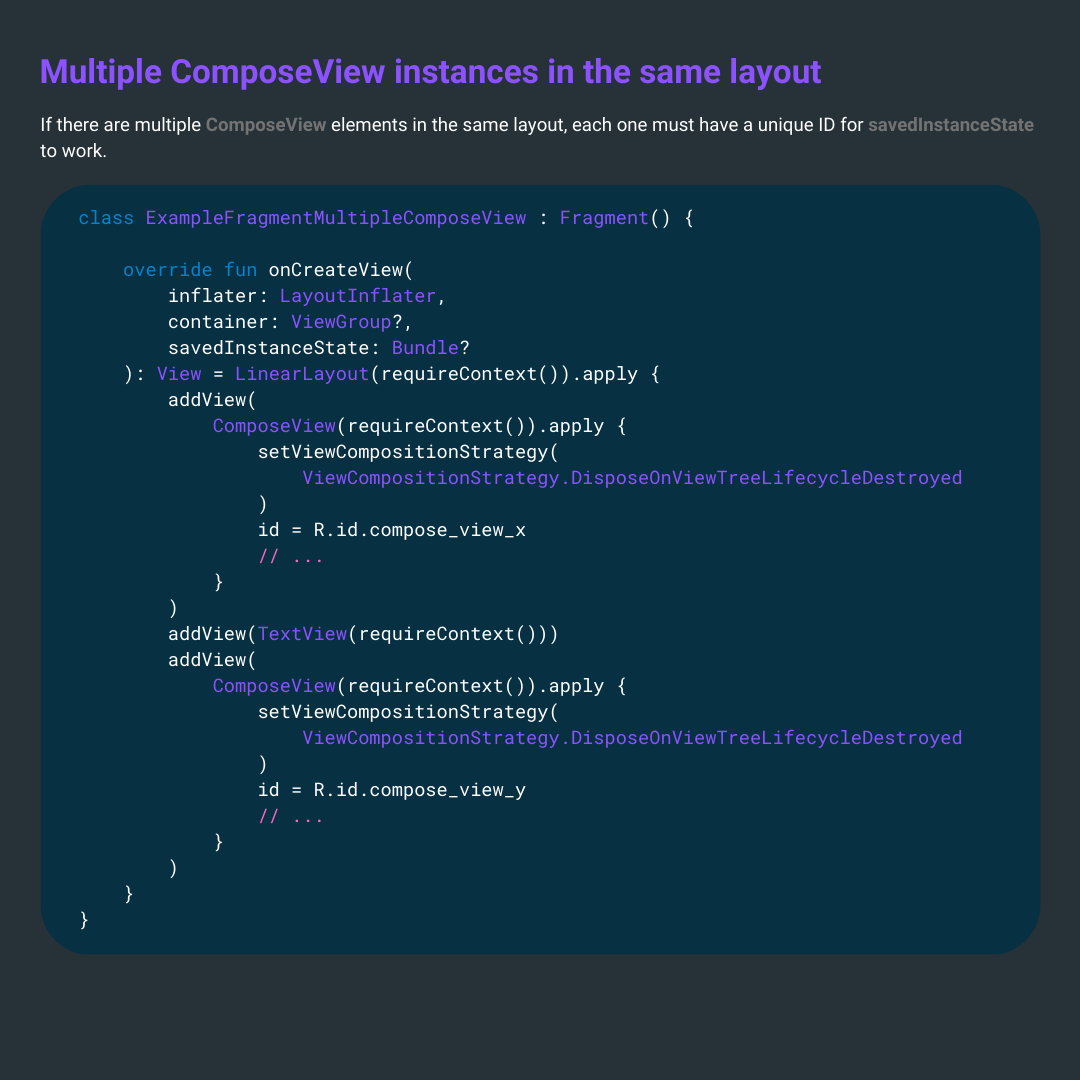 Multiple ComposeView instances in the same layout
If there are multiple ComposeView elements in the same layout, each one must have a unique ID for savedInstanceState
to work.
class ExampleFragmentMultipleComposeView : Fragment() {
    override fun onCreateView(
        inflater: LayoutInflater,
        container: ViewGroup?,
        savedInstanceState: Bundle?
    ): View = LinearLayout(requireContext()).apply {
        addView(
            ComposeView(requireContext()).apply {
                setViewCompositionStrategy(
                    ViewCompositionStrategy.DisposeOnViewTreeLifecycleDestroyed
                )
                id = R.id.compose_view_x
                // ...
            }
        )
        addView(TextView(requireContext()))
        addView(
            ComposeView(requireContext()).apply {
                setViewCompositionStrategy(
                    ViewCompositionStrategy.DisposeOnViewTreeLifecycleDestroyed
                )
                id = R.id.compose_view_y
                // ...
            }
        )
    }
}